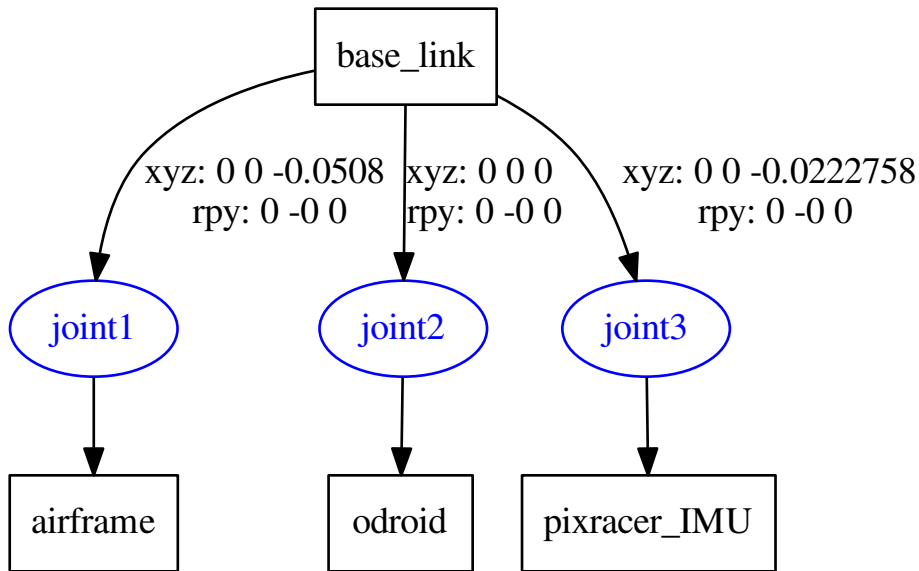 base_link
xyz: 0 0 -0.0508
rpy: 0 -0 0
xyz: 0 0 0
rpy: 0 -0 0
xyz: 0 0 -0.0222758
rpy: 0 -0 0
joint1
joint2
joint3
airframe
odroid
pixracer_IMU